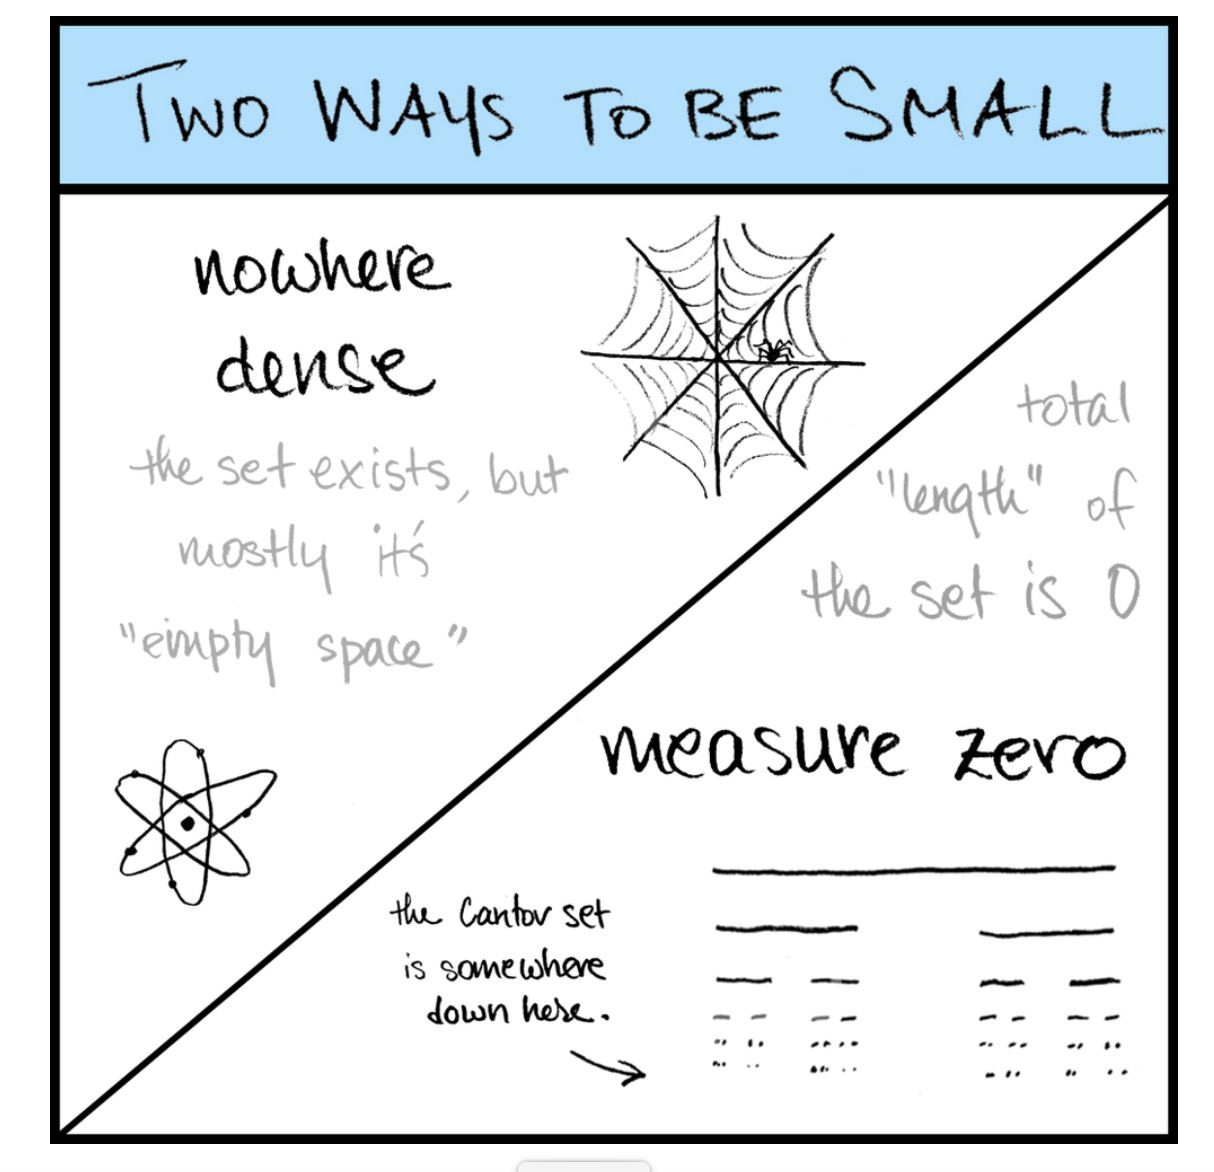 TWO WAYS TO BE SMALL
nowhere
dense
the set exists, but
mostly it's
"empty space"
total
"length" of
the set is 0
measure zero
the Cantor set
is somewhere
down here.